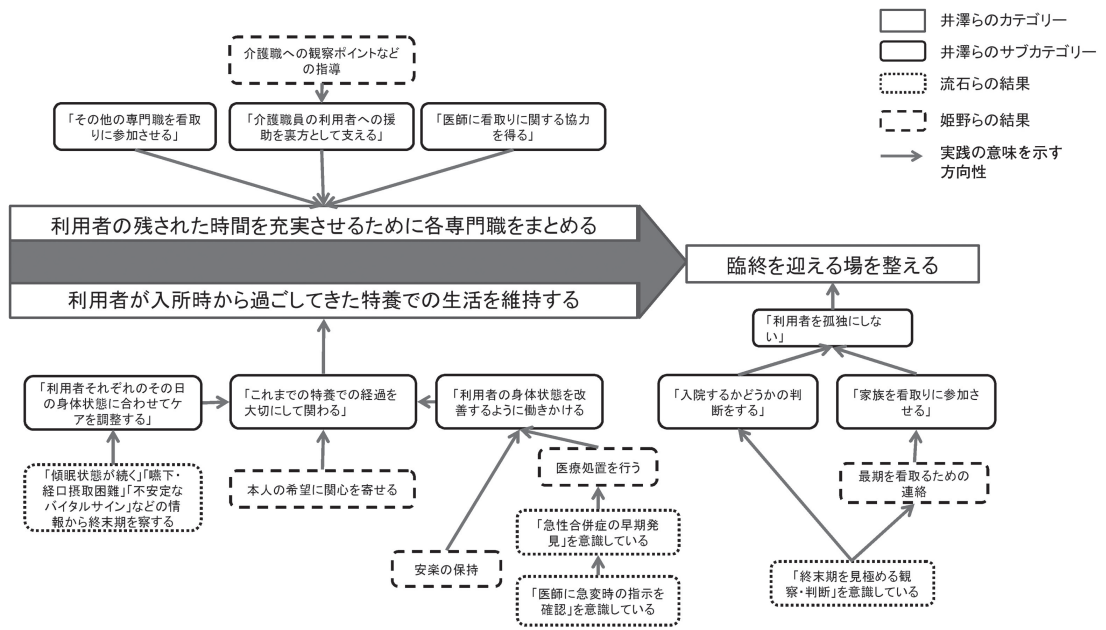 井澤らのカテゴリー
井澤らのサブカテゴリー
流石らの結果
姫野らの結果
実践の意味を示す
方向性
介護職への観察ポイントなど
の指導
「その他の専門職を看取
りに参加させる」
「介護職員の利用者への援
助を裏方として支える」
「医師に看取りに関する協力
を得る」
利用者の残された時間を充実させるために各専門職をまとめる
利用者が入所時から過ごしてきた特養での生活を維持する
臨終を迎える場を整える
「利用者を孤独にしな
い」
「利用者それぞれのその日
の身体状態に合わせてケ
アを調整する」
「これまでの特養での経過を
大切にして関わる」
「利用者の身体状態を改
善するように働きかける
「入院するかどうかの判
断をする」
「家族を看取りに参加さ
せる」
「傾眠状態が続く」「嚥下・
経口摂取困難」「不安定な
バイタルサイン」などの情
報から終末期を察する
本人の希望に関心を寄せる
医療処置を行う
最期を看取るための
連絡
「急性合併症の早期発
見」を意識している
安楽の保持
「医師に急変時の指示を
確認」を意識している
「終末期を見極める観
察・判断」を意識している